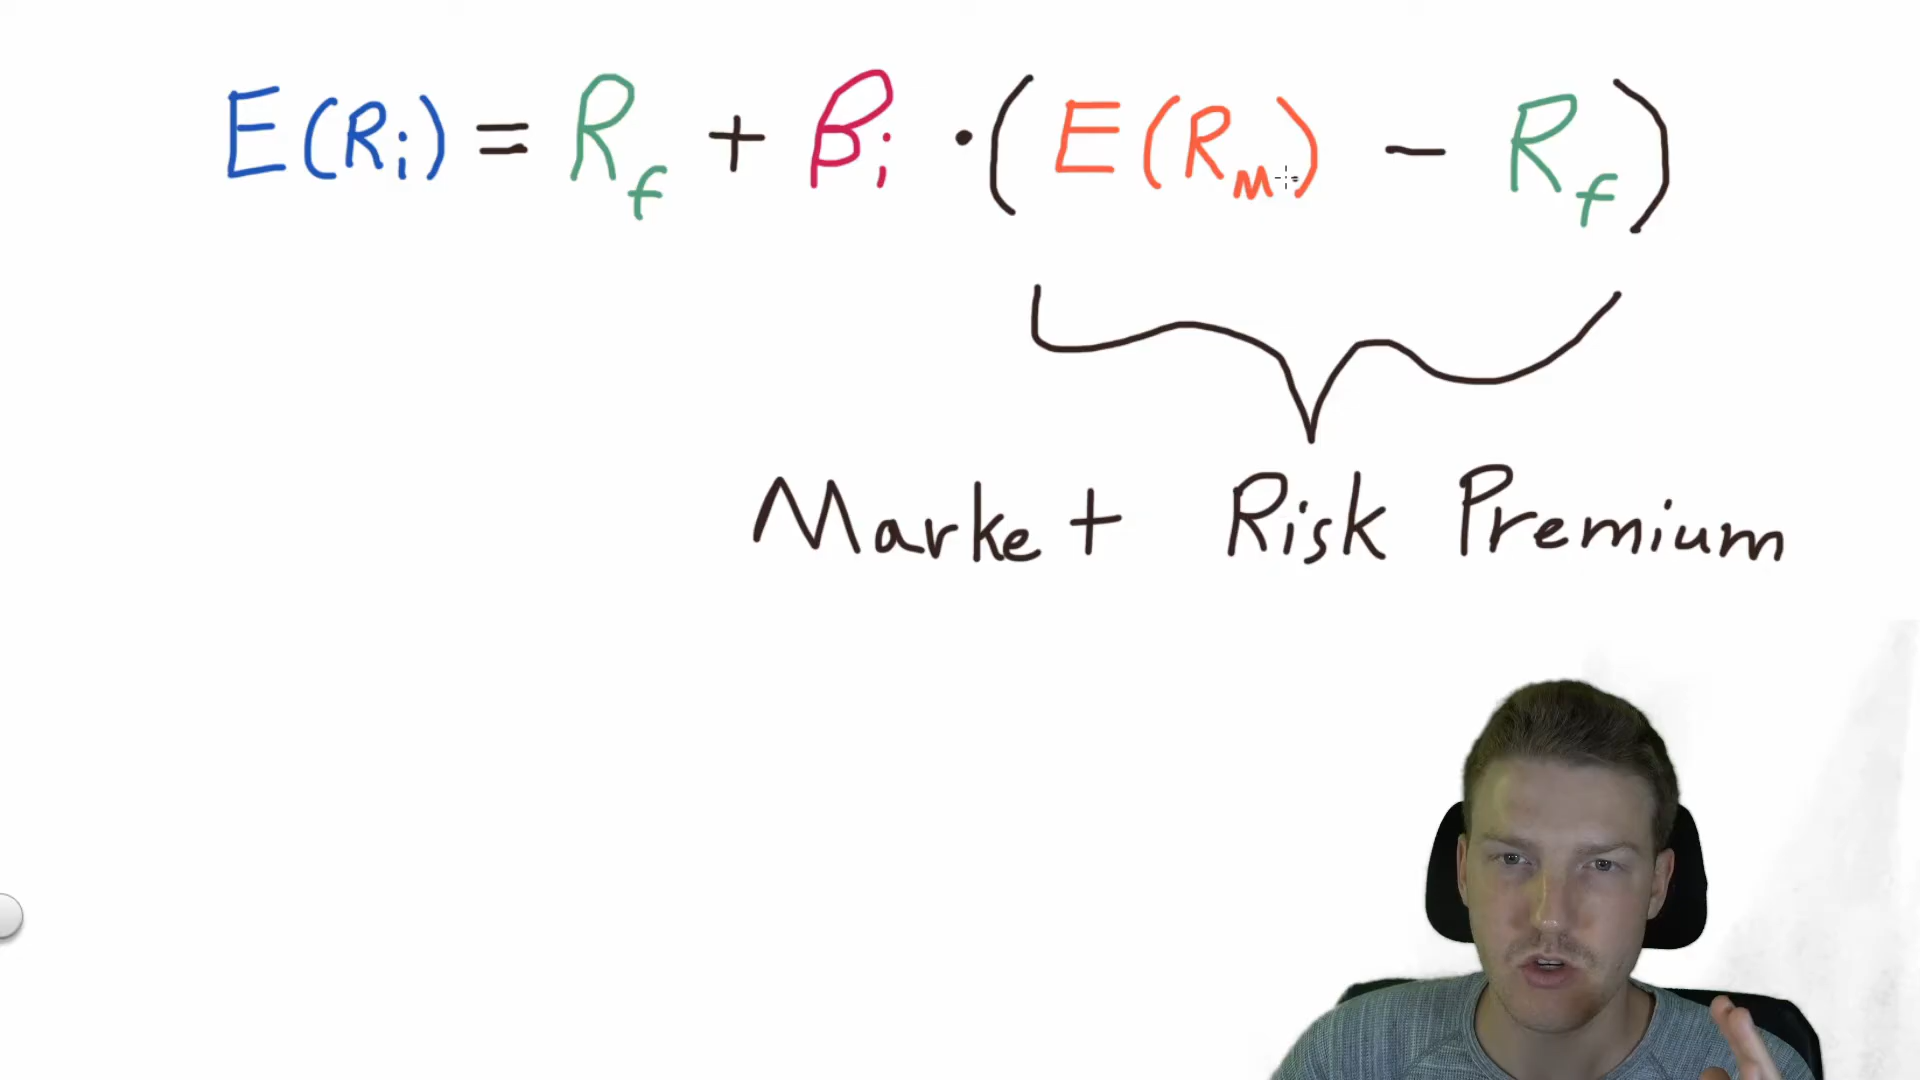 E(Ri) = Rf + βi · (E(Rm) − Rf)
Market Risk Premium